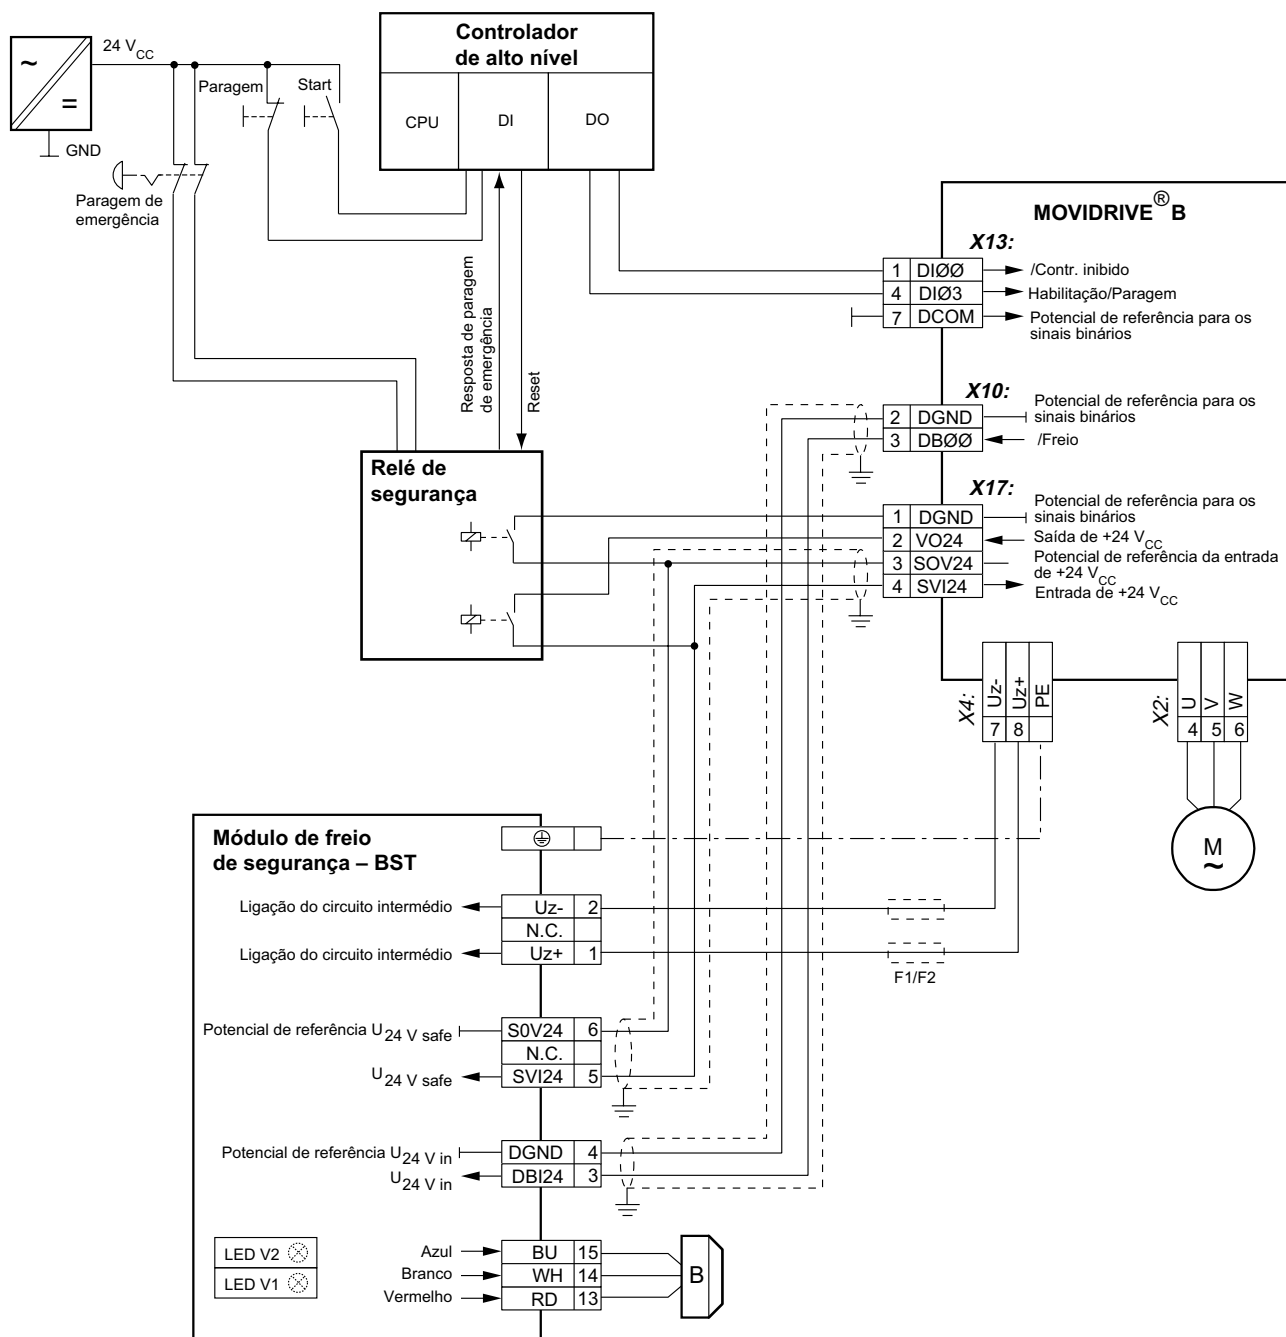 24 V CC
~
=
GND
Paragem
Start
Paragem de
emergência
Controlador
de alto nível
CPU
DI
DO
Resposta de paragem
de emergência
Reset
MOVIDRIVE® B
X13:
1 DIØØ /Contr. inibido
4 DIØ3 Habilitação/Paragem
7 DCOM Potencial de referência para os
sinais binários
X10:
2 DGND Potencial de referência para os
sinais binários
3 DBØØ /Freio
X17:
1 DGND Potencial de referência para os
sinais binários
2 VO24 Saída de +24 VCC
3 SOV24 Potencial de referência da entrada
de +24 VCC
4 SVI24 Entrada de +24 VCC
Relé de
segurança
X4:
Uz- Uz+ PE
7 8
X2:
U V W
4 5 6
M
~
Módulo de freio
de segurança – BST
Ligação do circuito intermédio Uz- 2
N.C.
Ligação do circuito intermédio Uz+ 1
F1/F2
Potencial de referência U24 V safe S0V24 6
N.C.
U24 V safe SVI24 5
Potencial de referência U24 V in DGND 4
U24 V in DBI24 3
LED V2
LED V1
Azul BU 15
Branco WH 14
Vermelho RD 13
B